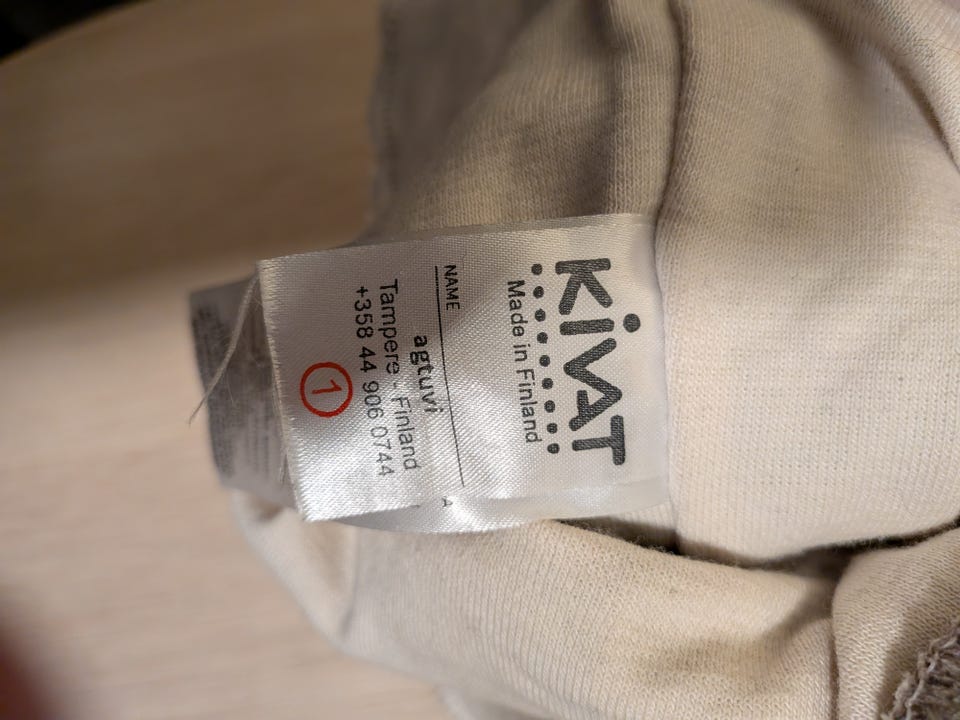 KiVAT
Made in Finland
NAME
agtuvi
Tampere - Finland
+358 44 906 0744
1
A